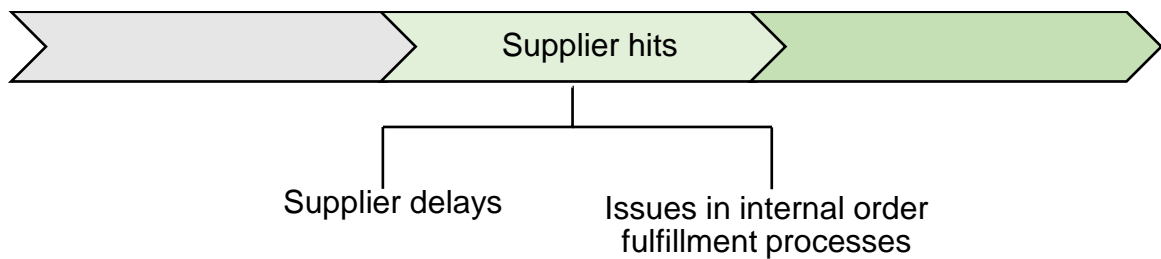 Supplier hits
Supplier delays
Issues in internal order
fulfillment processes